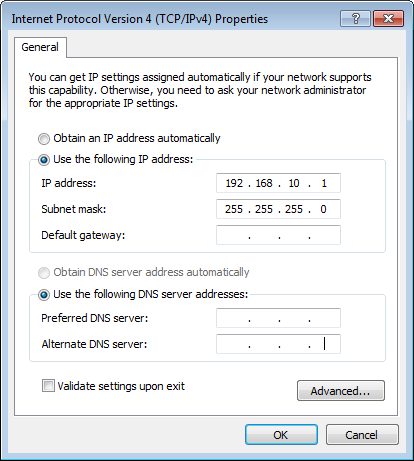 Internet Protocol Version 4 (TCP/IPv4) Properties
General
You can get IP settings assigned automatically if your network supports
this capability. Otherwise, you need to ask your network administrator
for the appropriate IP settings.
Obtain an IP address automatically
Use the following IP address:
IP address: 192 . 168 . 10 . 1
Subnet mask: 255 . 255 . 255 . 0
Default gateway: . . .
Obtain DNS server address automatically
Use the following DNS server addresses:
Preferred DNS server: . . .
Alternate DNS server: . . .
Validate settings upon exit
Advanced...
OK Cancel